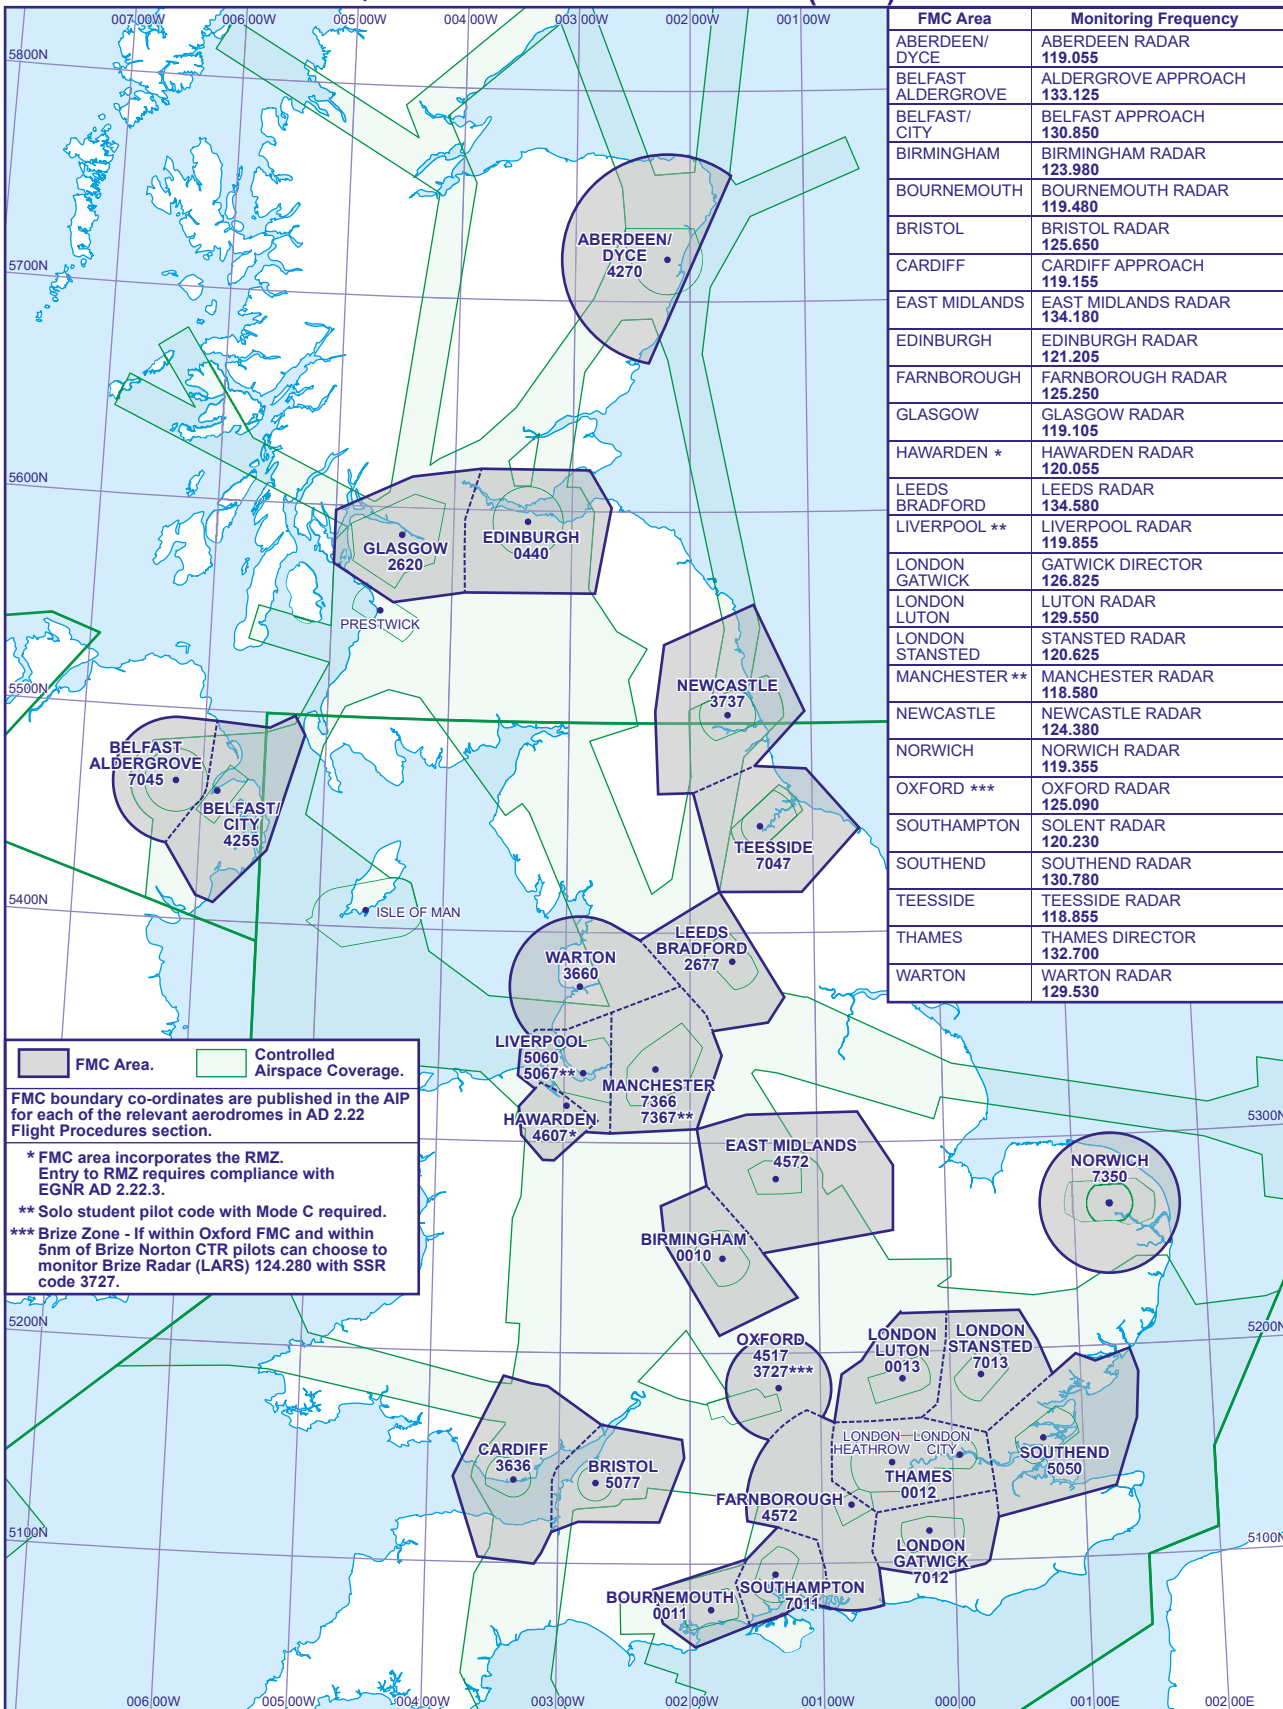 007 00W
006 00W
005 00W
004 00W
003 00W
002 00W
001 00W
5800N
5700N
5600N
5500N
5400N
5300N
5200N
5200N
5100N
5100N
006 00W
005 00W
004 00W
003 00W
002 00W
001 00W
000 00
001 00E
002 00E
FMC Area Monitoring Frequency
ABERDEEN/ ABERDEEN RADAR
DYCE 119.055
BELFAST ALDERGROVE APPROACH
ALDERGROVE 133.125
BELFAST/ BELFAST APPROACH
CITY 130.850
BIRMINGHAM BIRMINGHAM RADAR
123.980
BOURNEMOUTH BOURNEMOUTH RADAR
119.480
BRISTOL BRISTOL RADAR
125.650
CARDIFF CARDIFF APPROACH
119.155
EAST MIDLANDS EAST MIDLANDS RADAR
134.180
EDINBURGH EDINBURGH RADAR
121.205
FARNBOROUGH FARNBOROUGH RADAR
125.250
GLASGOW GLASGOW RADAR
119.105
HAWARDEN * HAWARDEN RADAR
120.055
LEEDS LEEDS RADAR
BRADFORD 134.580
LIVERPOOL ** LIVERPOOL RADAR
119.855
LONDON GATWICK DIRECTOR
GATWICK 126.825
LONDON LUTON RADAR
LUTON 129.550
LONDON STANSTED RADAR
STANSTED 120.625
MANCHESTER ** MANCHESTER RADAR
118.580
NEWCASTLE NEWCASTLE RADAR
124.380
NORWICH NORWICH RADAR
119.355
OXFORD *** OXFORD RADAR
125.090
SOUTHAMPTON SOLENT RADAR
120.230
SOUTHEND SOUTHEND RADAR
130.780
TEESSIDE TEESSIDE RADAR
118.855
THAMES THAMES DIRECTOR
132.700
WARTON WARTON RADAR
129.530
ABERDEEN/
DYCE
4270
GLASGOW
2620
EDINBURGH
0440
PRESTWICK
NEWCASTLE
3737
BELFAST
ALDERGROVE
7045
BELFAST/
CITY
4255
TEESSIDE
7047
ISLE OF MAN
LEEDS
BRADFORD
2677
WARTON
3660
LIVERPOOL
5060
5067**
MANCHESTER
7366
7367**
HAWARDEN
4607*
EAST MIDLANDS
4572
NORWICH
7350
BIRMINGHAM
0010
OXFORD
4517
3727***
LONDON
LUTON
0013
LONDON
STANSTED
7013
CARDIFF
3636
BRISTOL
5077
LONDON
HEATHROW
LONDON
CITY
THAMES
0012
SOUTHEND
5050
FARNBOROUGH
4572
LONDON
GATWICK
7012
SOUTHAMPTON
7011
BOURNEMOUTH
0011
FMC Area.
Controlled
Airspace Coverage.
FMC boundary co-ordinates are published in the AIP
for each of the relevant aerodromes in AD 2.22
Flight Procedures section.
* FMC area incorporates the RMZ.
Entry to RMZ requires compliance with
EGNR AD 2.22.3.
** Solo student pilot code with Mode C required.
*** Brize Zone - If within Oxford FMC and within
5nm of Brize Norton CTR pilots can choose to
monitor Brize Radar (LARS) 124.280 with SSR
code 3727.